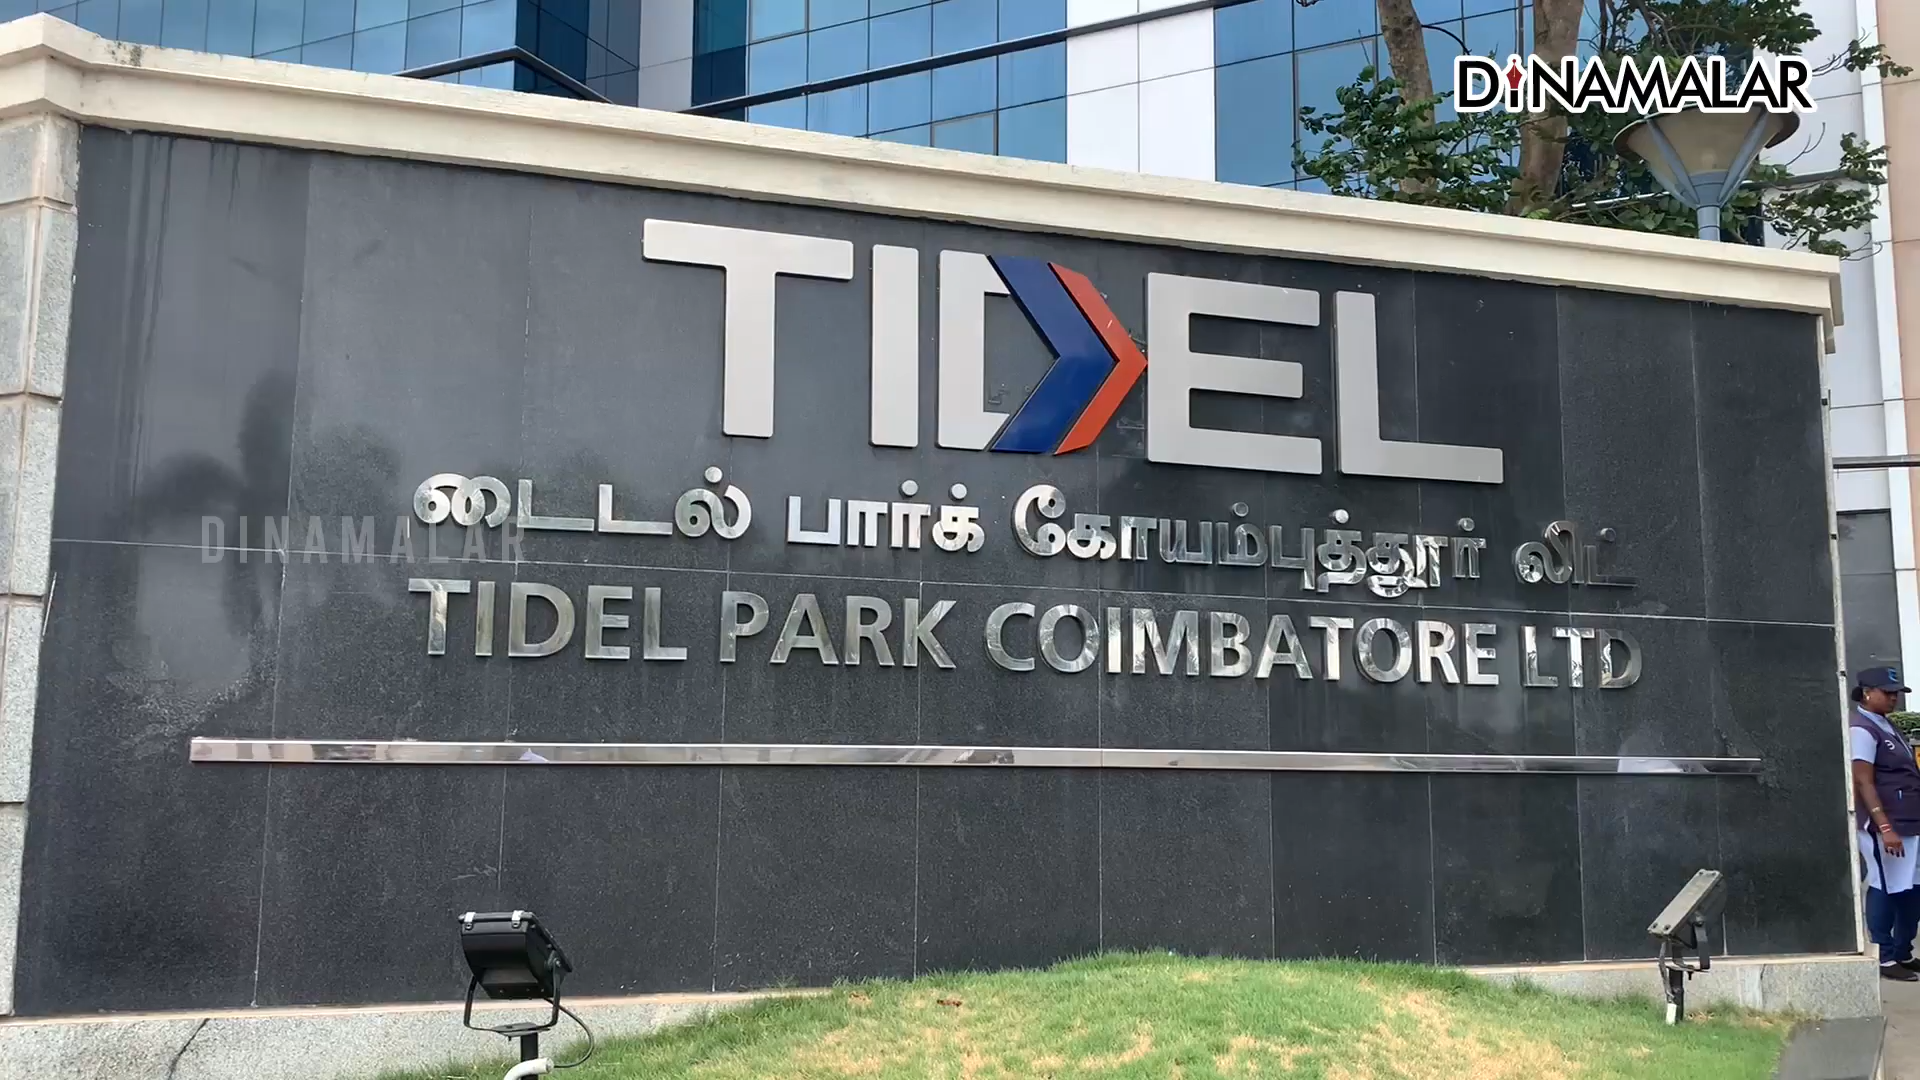 DINAMALAR
TIDEL
டைடல் பார்க் கோயம்புத்தூர் லிட்
DINAMALAR
TIDEL PARK COIMBATORE LTD